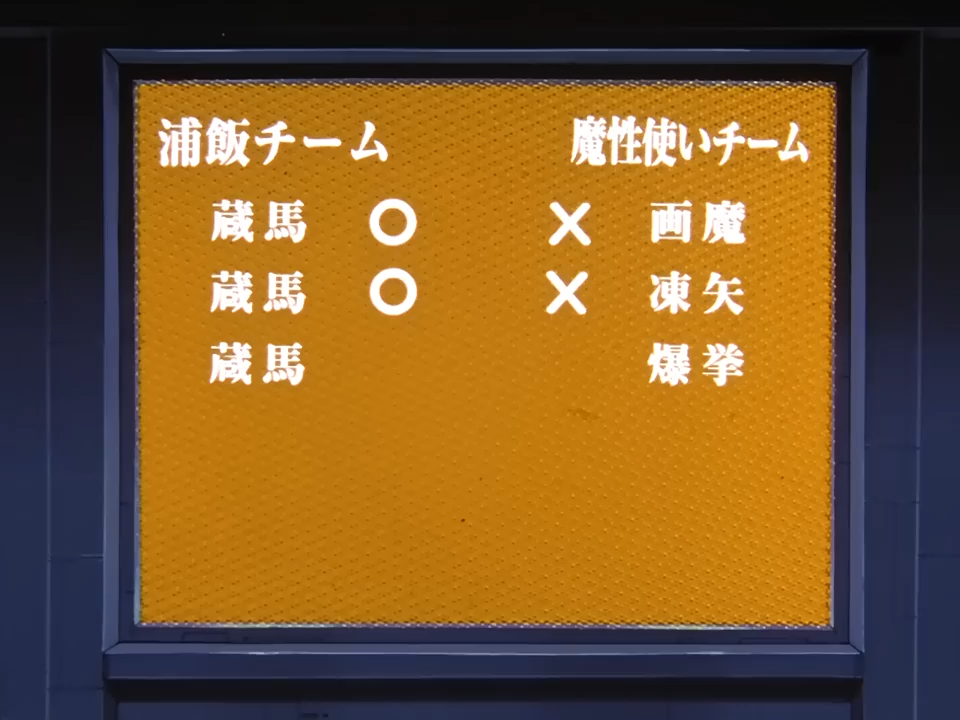 浦飯チーム 魔性使いチーム
蔵馬 ○ × 画魔
蔵馬 ○ × 凍矢
蔵馬 爆拳